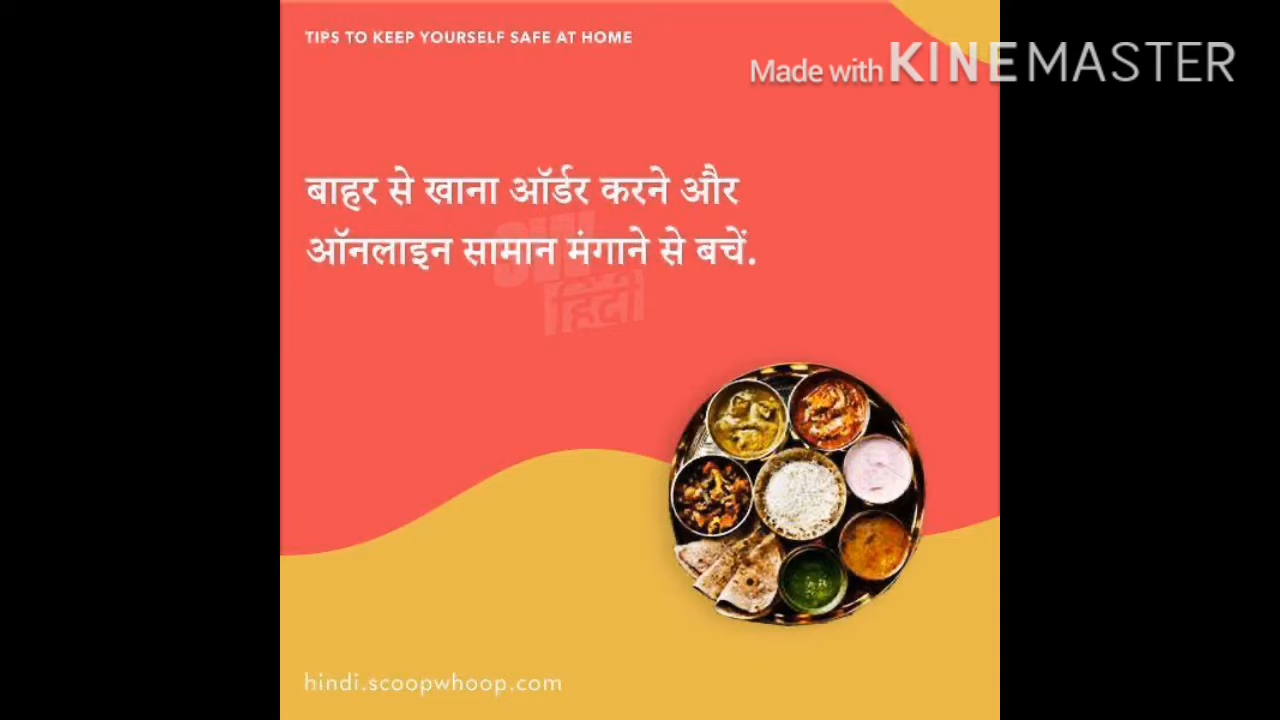 TIPS TO KEEP YOURSELF SAFE AT HOME
Made with KINEMASTER
बाहर से खाना ऑर्डर करने और
ऑनलाइन सामान मंगाने से बचें.
SW
हिंदी
hindi.scoopwhoop.com